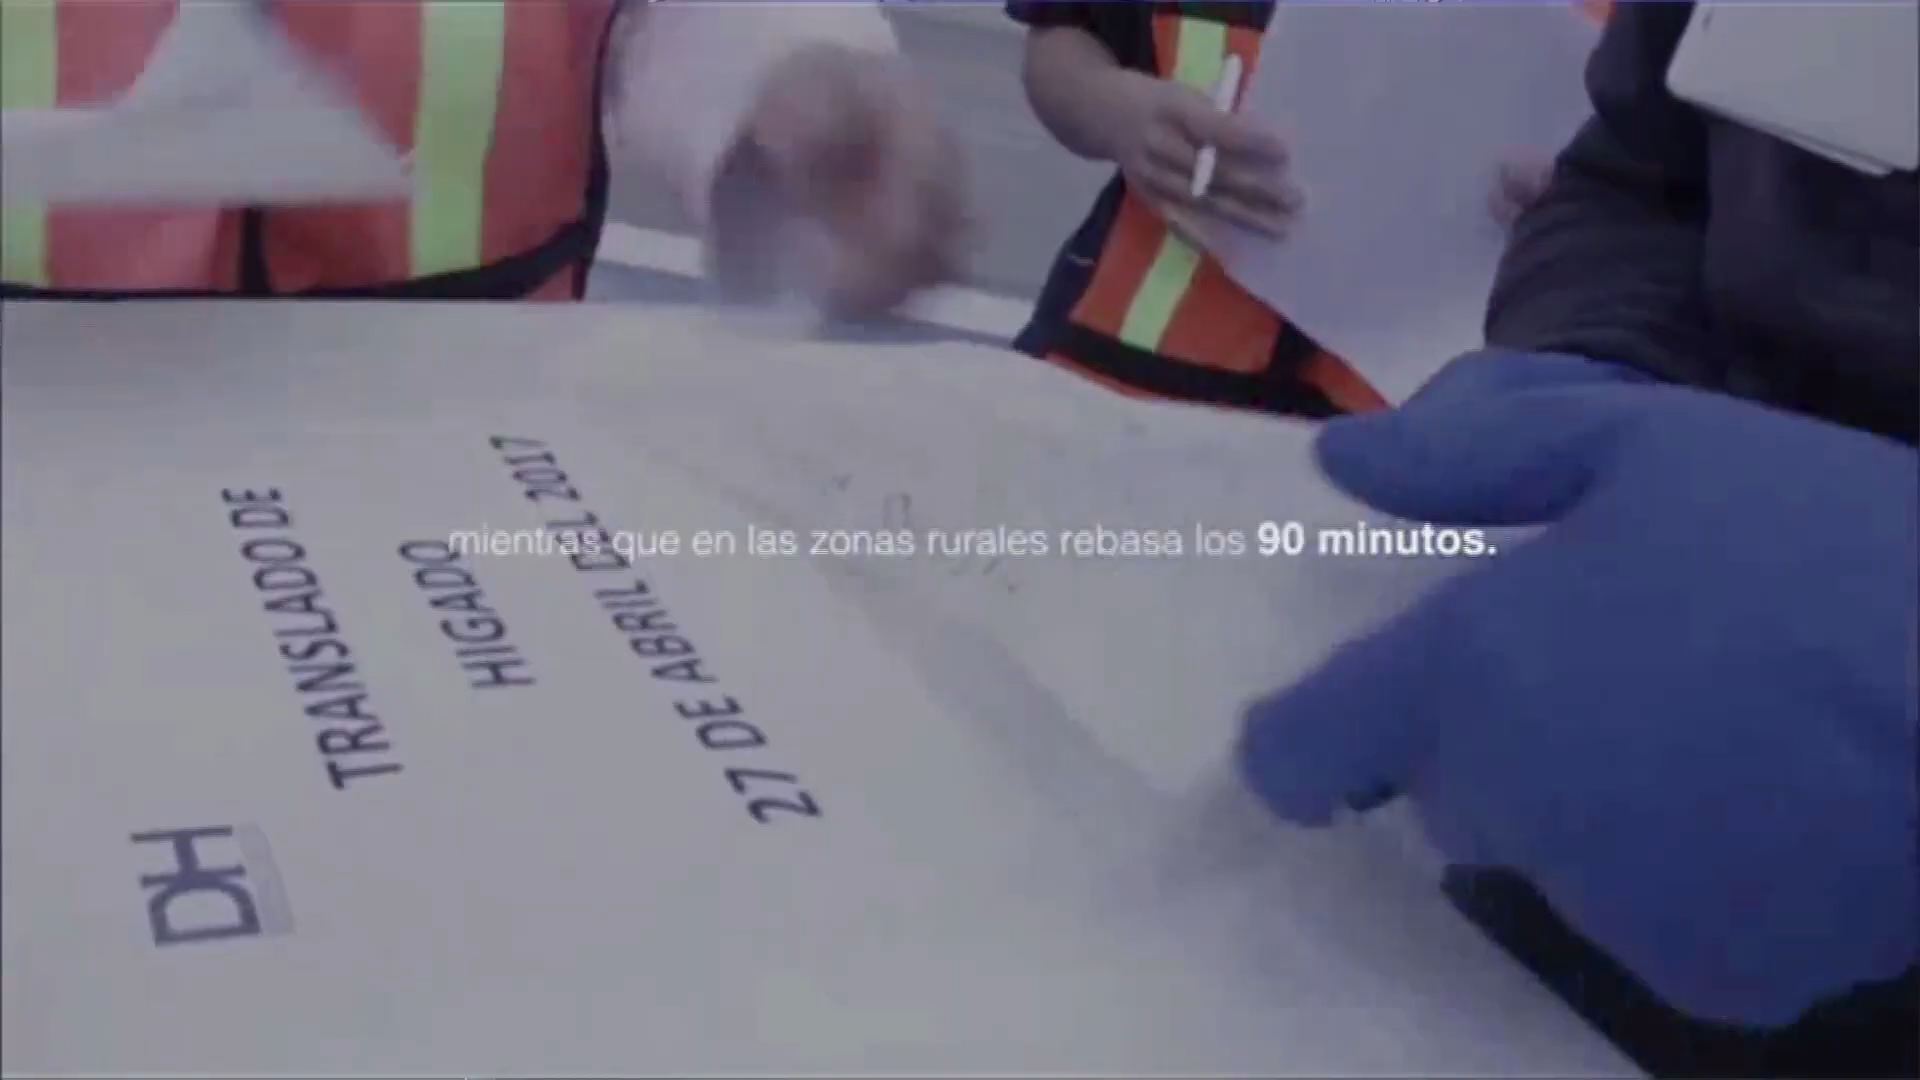 mientras que en las zonas rurales rebasa los 90 minutos.
DH
TRANSLADO DE
HIGADO
27 DE ABRIL DEL 2017